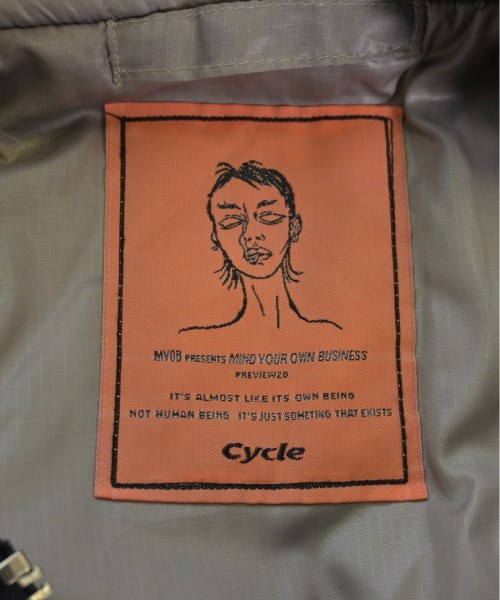 MYOB PRESENTS MIND YOUR OWN BUSINESS
PREVIEW20
IT'S ALMOST LIKE ITS OWN BEING
NOT HUMAN BEING IT'S JUST SOMETING THAT EXISTS
Cycle